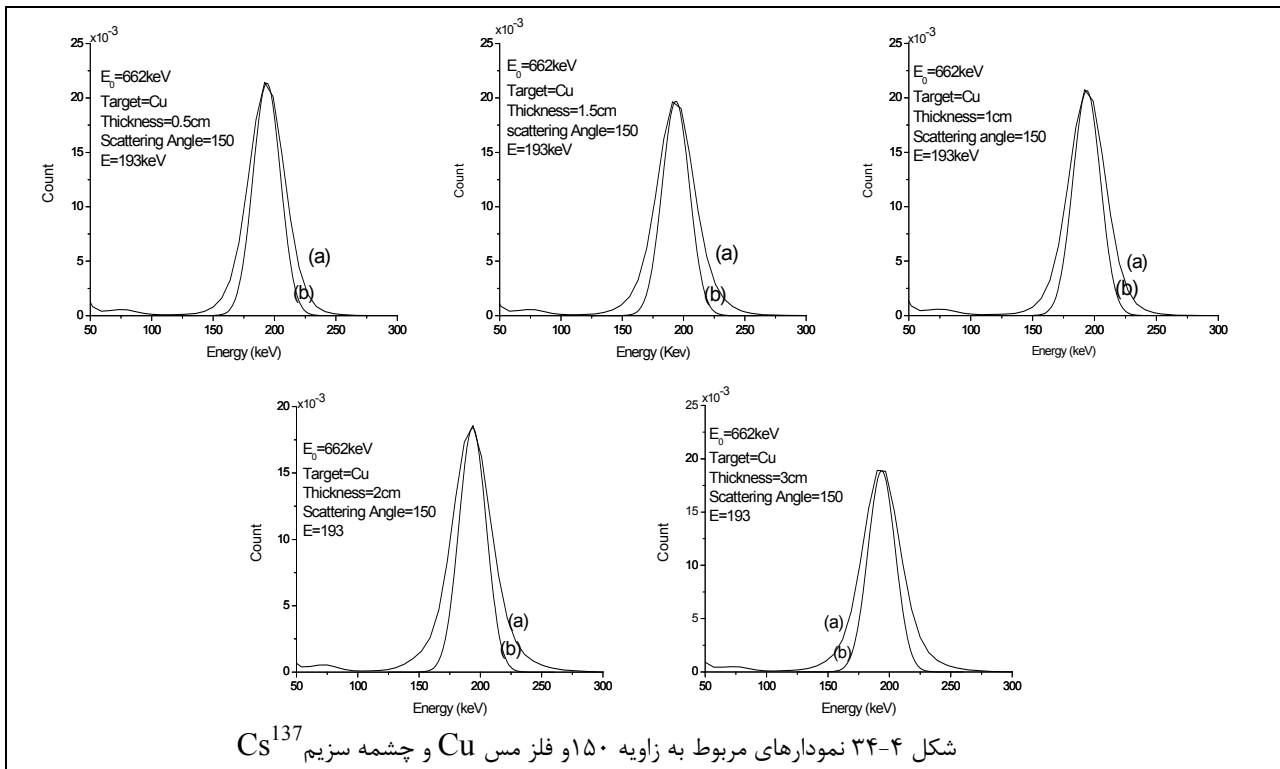 ×10⁻³
25
20
15
10
5
0
Count
E₀=662keV
Target=Cu
Thickness=0.5cm
Scattering Angle=150
E=193keV
(a)
(b)
50 100 150 200 250 300
Energy (keV)
×10⁻³
25
20
15
10
5
0
Count
E₀=662keV
Target=Cu
Thickness=1.5cm
scattering Angle=150
E=193keV
(a)
(b)
50 100 150 200 250 300
Energy (Kev)
×10⁻³
25
20
15
10
5
0
Count
E₀=662keV
Target=Cu
Thickness=1cm
Scattering angle=150
E=193keV
(a)
(b)
50 100 150 200 250 300
Energy (keV)
×10⁻³
20
15
10
5
0
Count
E₀=662keV
Target=Cu
Thickness=2cm
Scattering Angle=150
E=193
(a)
(b)
50 100 150 200 250 300
Energy (keV)
×10⁻³
25
20
15
10
5
0
Count
E₀=662keV
Target=Cu
Thickness=3cm
Scattering Angle=150
E=193
(a)
(b)
50 100 150 200 250 300
Energy (keV)
شکل ۴-۳۴ نمودارهای مربوط به زاویه ۱۵۰و فلز مس Cu و چشمه سزیم Cs¹³⁷